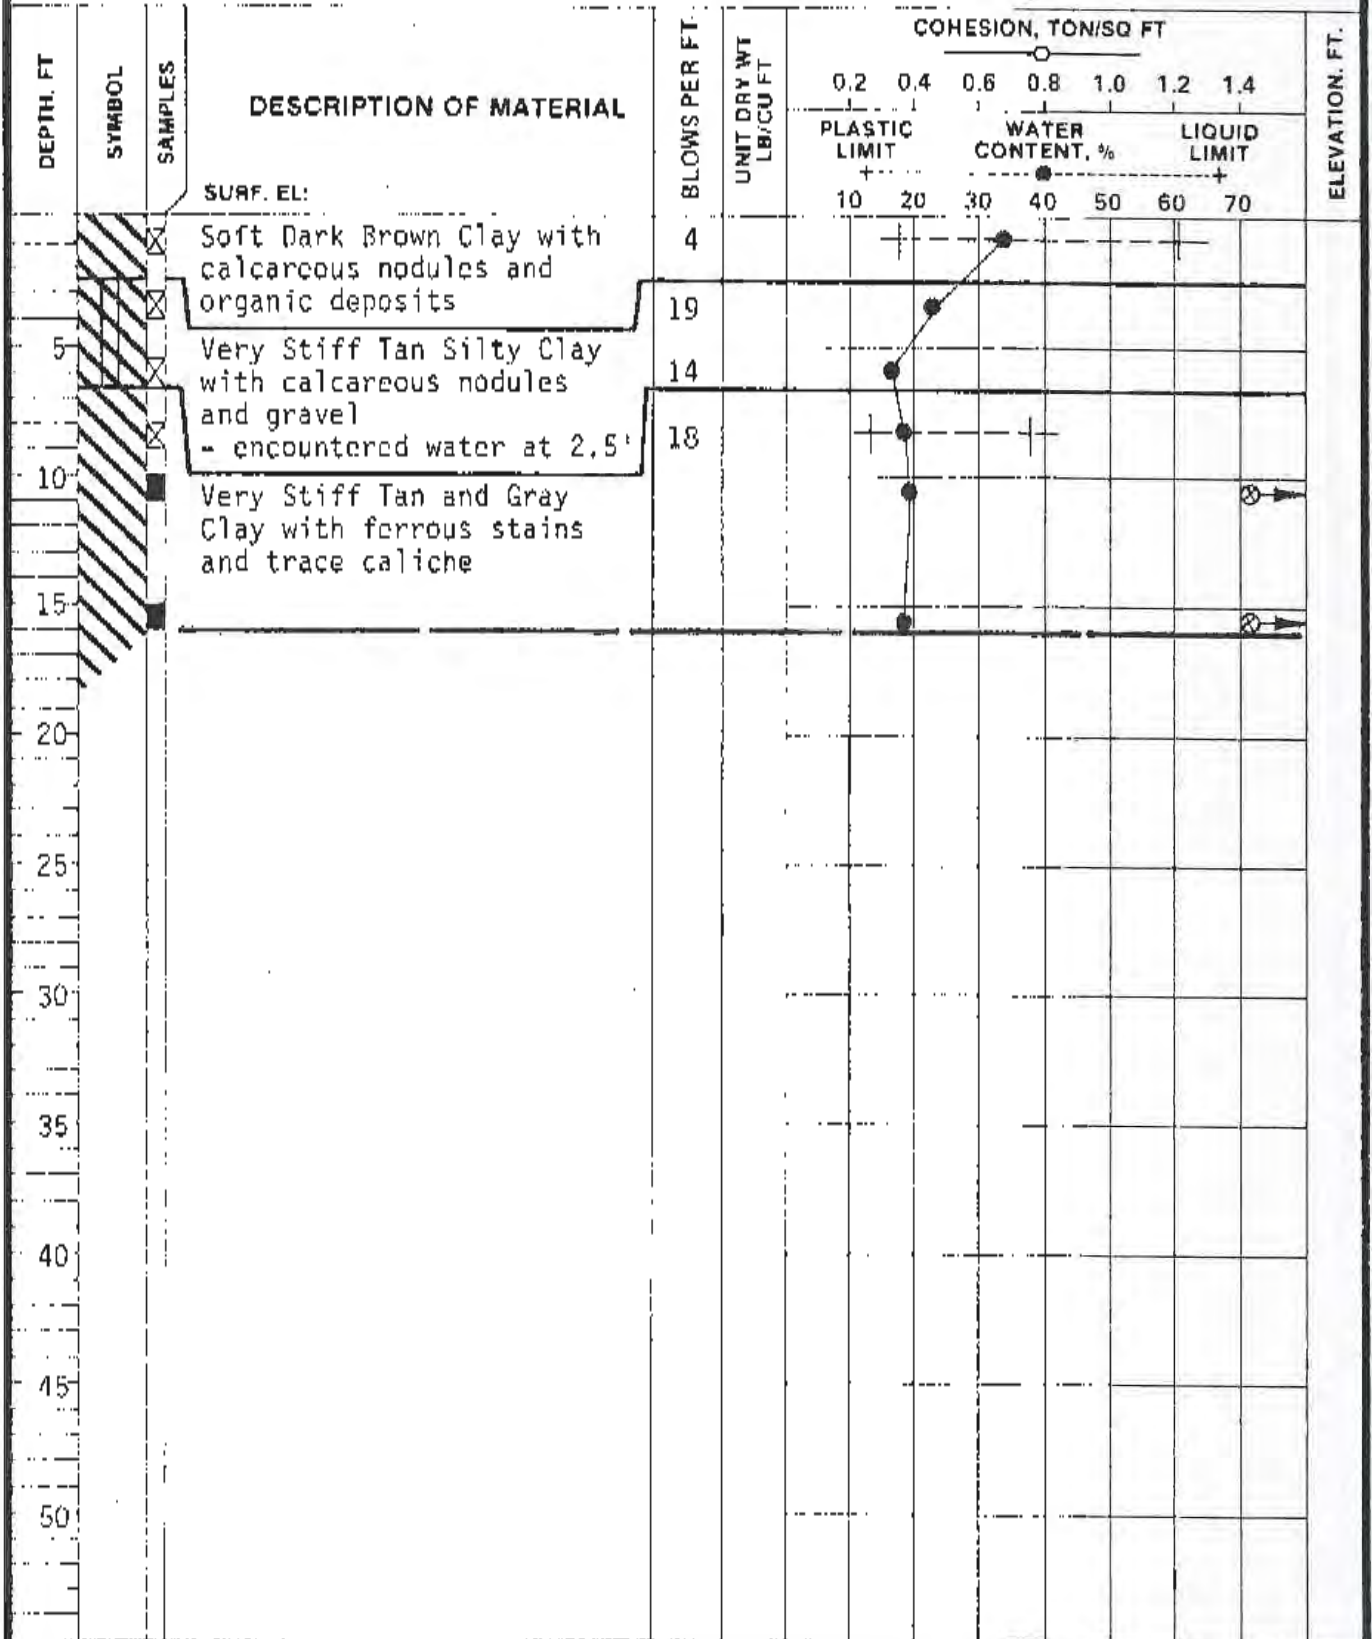 DEPTH. FT
SYMBOL
SAMPLES
DESCRIPTION OF MATERIAL
SURF. EL:
BLOWS PER FT.
UNIT DRY WT
LB/CU FT
COHESION, TON/SQ FT
0.2 0.4 0.6 0.8 1.0 1.2 1.4
PLASTIC LIMIT
WATER CONTENT, %
LIQUID LIMIT
10 20 30 40 50 60 70
ELEVATION. FT.
Soft Dark Brown Clay with
calcareous nodules and
organic deposits
4
19
5
Very Stiff Tan Silty Clay
with calcareous nodules
and gravel
- encountered water at 2.5'
14
18
10
Very Stiff Tan and Gray
Clay with ferrous stains
and trace caliche
15
20
25
30
35
40
45
50